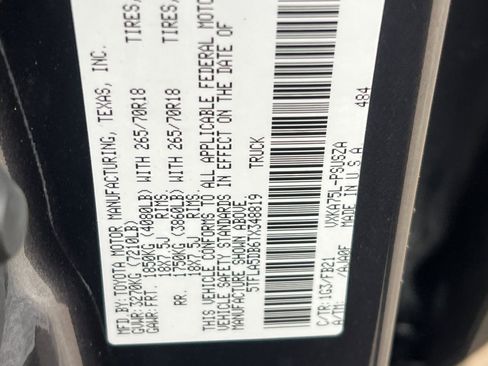 MFD.BY:TOYOTA MOTOR MANUFACTURING, TEXAS, INC.
GVWR:3270KG (7210LB)
GAWR:FRT. 1850KG (4080LB) WITH 265/70R18 TIRES,
18X7.5J RIMS
RR. 1750KG (3860LB) WITH 265/70R18 TIRES,
18X7.5J RIMS
THIS VEHICLE CONFORMS TO ALL APPLICABLE FEDERAL MOTOR
VEHICLE SAFETY STANDARDS IN EFFECT ON THE DATE OF
MANUFACTURE SHOWN ABOVE.
5TFLA5DB6TX348819 TRUCK
C/TR: 1G3/FB21 VXKA75L-PSUSZA
A/TM: /A/A0F MADE IN U S A 484